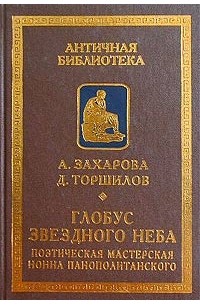 АНТИЧНАЯ
БИБЛИОТЕКА
А. ЗАХАРОВА
Д. ТОРШИЛОВ
ГЛОБУС
ЗВЕЗДНОГО НЕБА
ПОЭТИЧЕСКАЯ МАСТЕРСКАЯ
НОННА ПАНОПОЛИТАНСКОГО